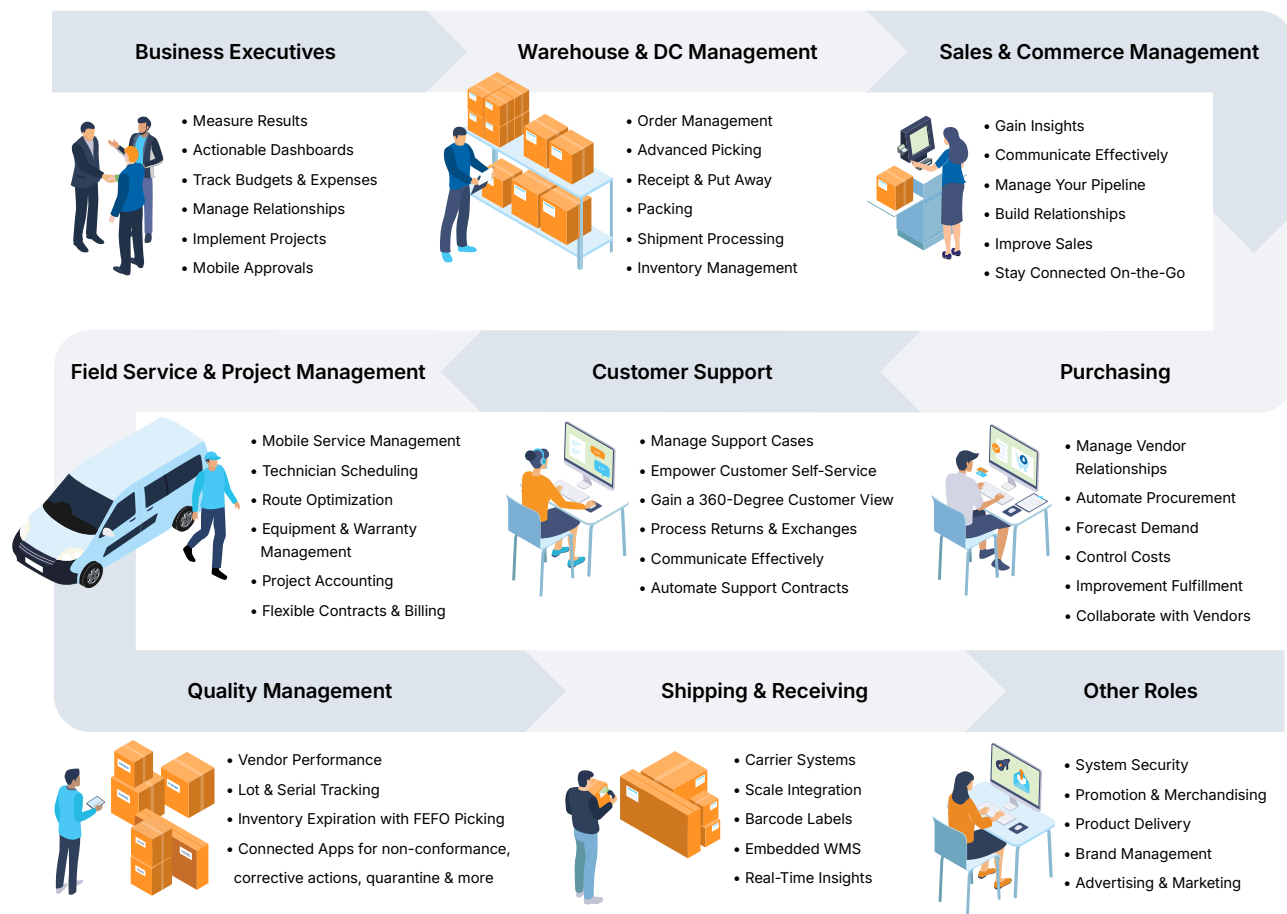 Business Executives
• Measure Results
• Actionable Dashboards
• Track Budgets & Expenses
• Manage Relationships
• Implement Projects
• Mobile Approvals
Warehouse & DC Management
• Order Management
• Advanced Picking
• Receipt & Put Away
• Packing
• Shipment Processing
• Inventory Management
Sales & Commerce Management
• Gain Insights
• Communicate Effectively
• Manage Your Pipeline
• Build Relationships
• Improve Sales
• Stay Connected On-the-Go
Field Service & Project Management
• Mobile Service Management
• Technician Scheduling
• Route Optimization
• Equipment & Warranty
Management
• Project Accounting
• Flexible Contracts & Billing
Customer Support
• Manage Support Cases
• Empower Customer Self-Service
• Gain a 360-Degree Customer View
• Process Returns & Exchanges
• Communicate Effectively
• Automate Support Contracts
Purchasing
• Manage Vendor
Relationships
• Automate Procurement
• Forecast Demand
• Control Costs
• Improvement Fulfillment
• Collaborate with Vendors
Quality Management
• Vendor Performance
• Lot & Serial Tracking
• Inventory Expiration with FEFO Picking
• Connected Apps for non-conformance,
corrective actions, quarantine & more
Shipping & Receiving
• Carrier Systems
• Scale Integration
• Barcode Labels
• Embedded WMS
• Real-Time Insights
Other Roles
• System Security
• Promotion & Merchandising
• Product Delivery
• Brand Management
• Advertising & Marketing